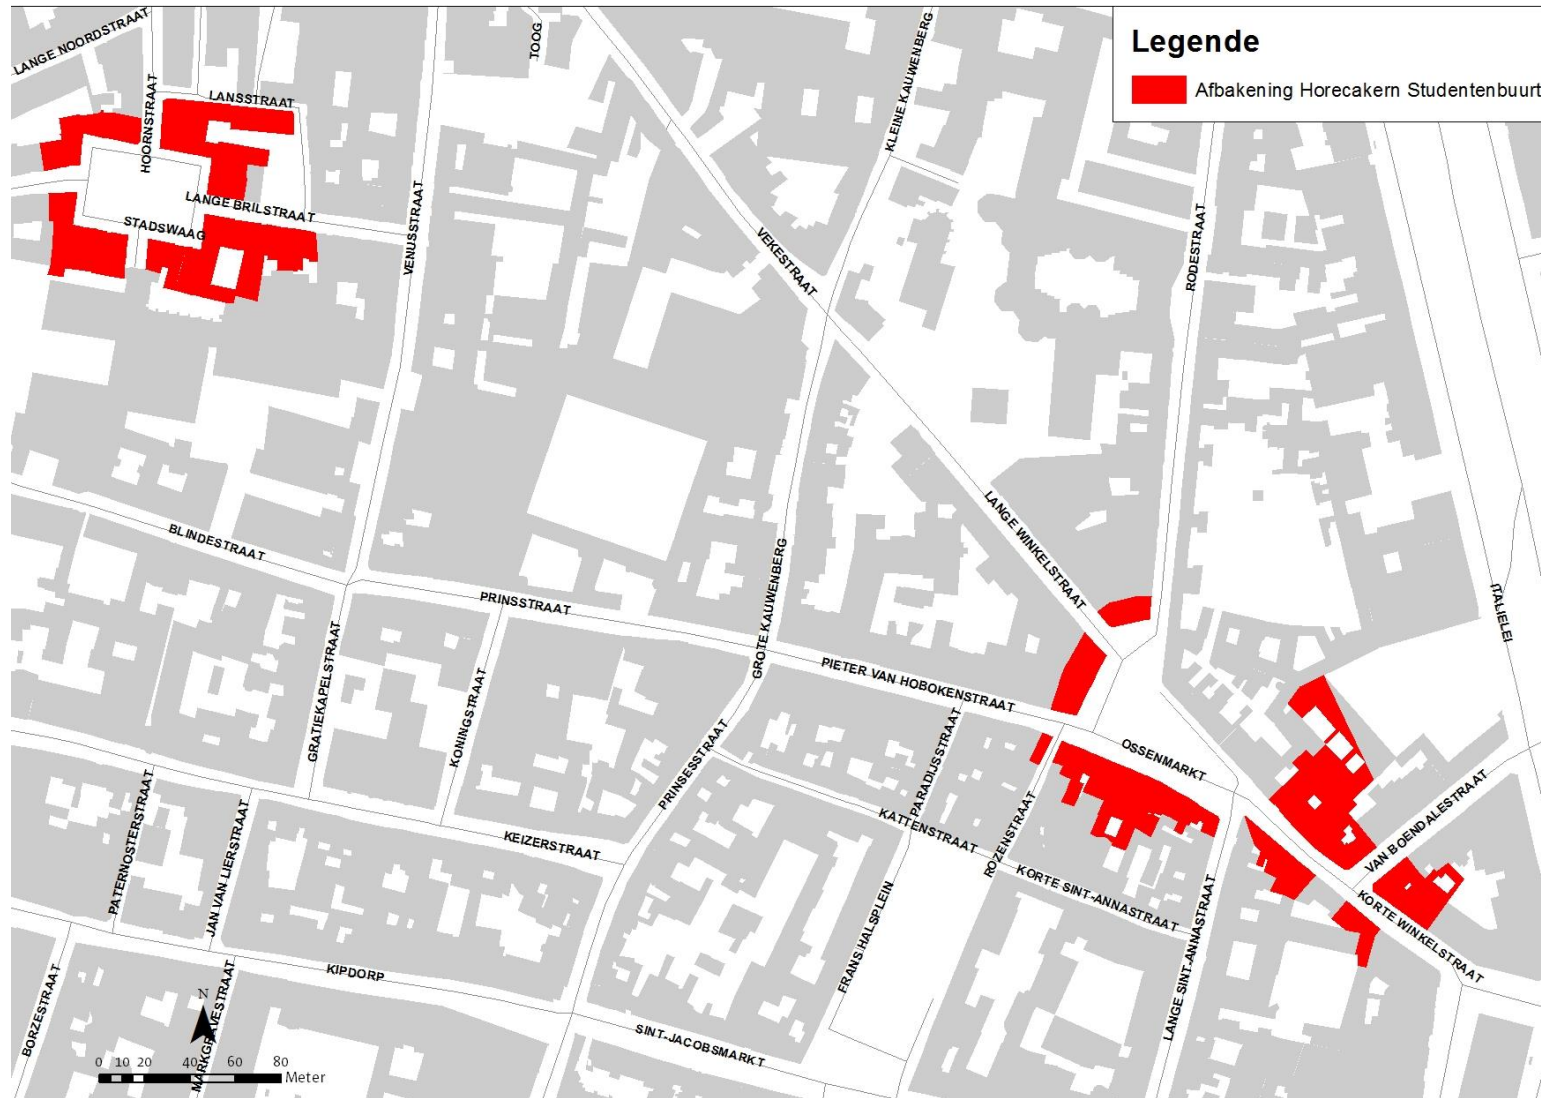 Legende
Afbakening Horecakern Studentenbuurt
LANGE NOORDSTRAAT
TOOG
KLEINE KAUWENBERG
HOORNSTRAAT
LANSSTRAAT
LANGE BRILSTRAAT
STADSWAAG
VENUSSTRAAT
VEKESTRAAT
RODESTRAAT
LANGE WINKELSTRAAT
BLINDESTRAAT
PRINSSTRAAT
GROTE KAUWENBERG
ITALIELEI
GRATIEKAPELSTRAAT
KONINGSTRAAT
PIETER VAN HOBOKENSTRAAT
PARADIJSSTRAAT
OSSENMARKT
PRINSESSTRAAT
VAN BOENDALESTRAAT
PATERNOSTERSTRAAT
JAN VAN LIERSTRAAT
KEIZERSTRAAT
KATTENSTRAAT
ROZENSTRAAT
KORTE SINT-ANNASTRAAT
KORTE WINKELSTRAAT
FRANS HALSPLEIN
LANGE SINT-ANNASTRAAT
KIPDORP
BORZESTRAAT
MARKGRAVESTRAAT
SINT-JACOBSMARKT
N
0 10 20 40 60 80
Meter